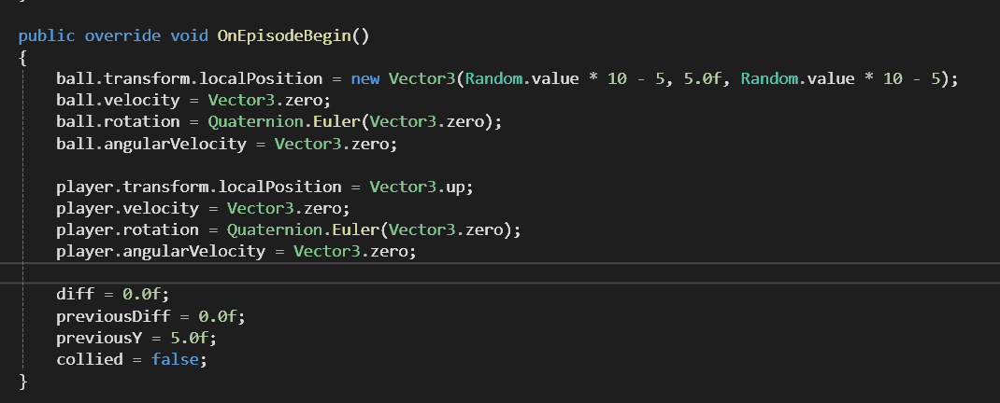 public override void OnEpisodeBegin()
{
ball.transform.localPosition = new Vector3(Random.value * 10 - 5, 5.0f, Random.value * 10 - 5);
ball.velocity = Vector3.zero;
ball.rotation = Quaternion.Euler(Vector3.zero);
ball.angularVelocity = Vector3.zero;
player.transform.localPosition = Vector3.up;
player.velocity = Vector3.zero;
player.rotation = Quaternion.Euler(Vector3.zero);
player.angularVelocity = Vector3.zero;
diff = 0.0f;
previousDiff = 0.0f;
previousY = 5.0f;
collied = false;
}